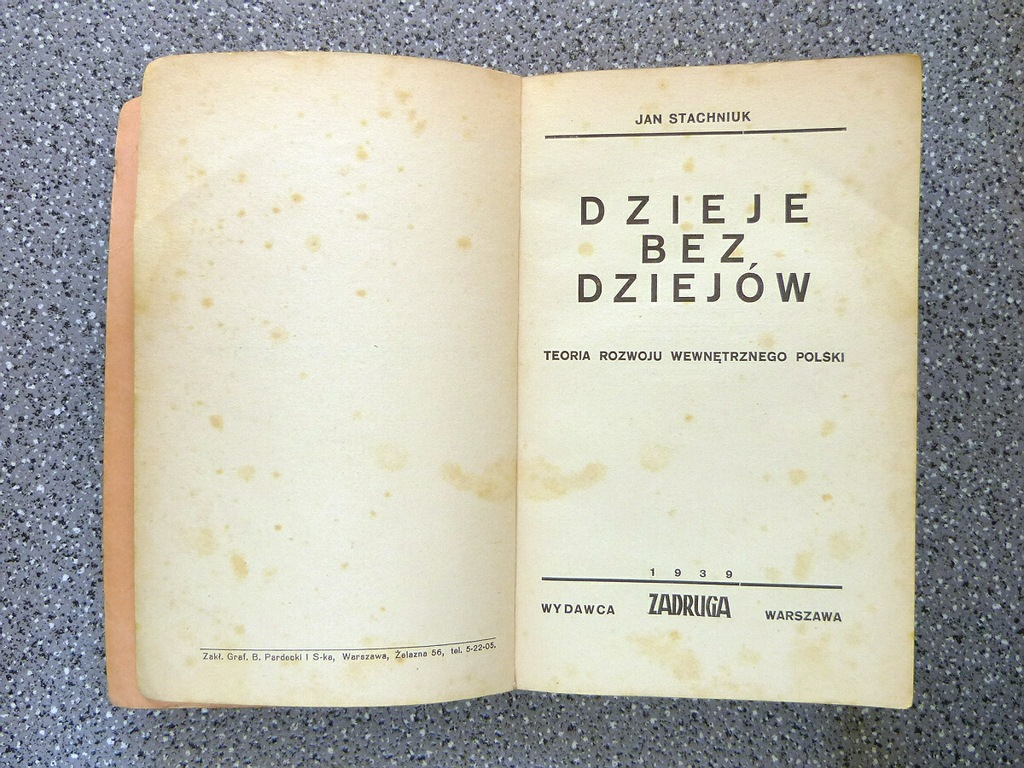 Zakł. Graf. B. Pardecki i S-ka, Warszawa, Żelazna 56, tel. 5-22-05.
JAN STACHNIUK
DZIEJE
BEZ
DZIEJÓW
TEORIA ROZWOJU WEWNĘTRZNEGO POLSKI
1939
WYDAWCA ZADRUGA WARSZAWA